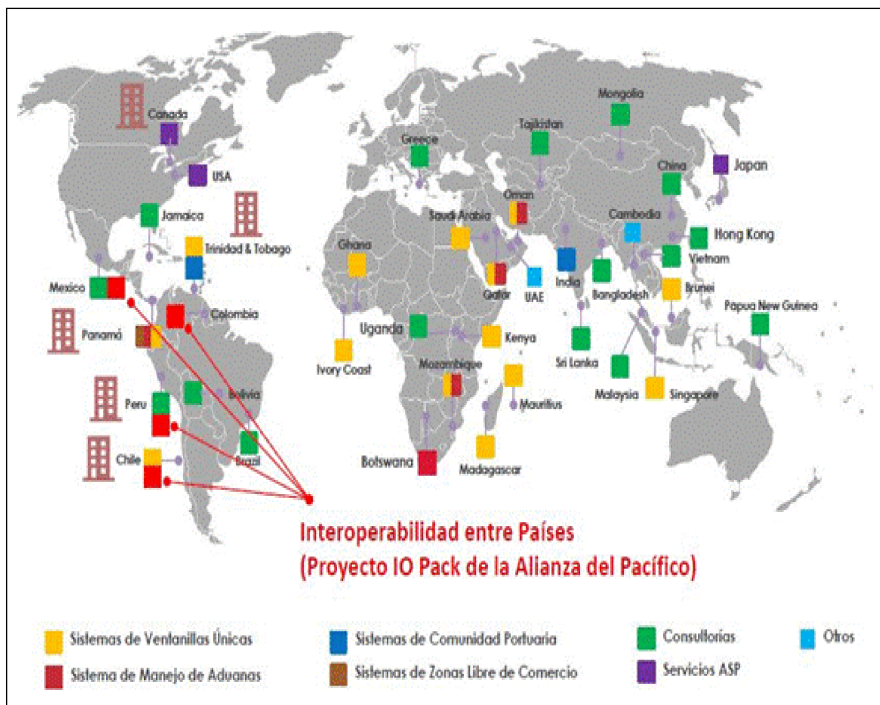 Canada
USA
Jamaica
Trinidad & Tobago
Mexico
Colombia
Panamá
Peru
Bolivia
Chile
Brazil
Greece
Tajikistan
Mongolia
China
Japan
Oman
Saudi Arabia
Cambodia
Hong Kong
Ghana
Vietnam
Qatar
UAE
India
Bangladesh
Brunei
Papua New Guinea
Uganda
Kenya
Ivory Coast
Sri Lanka
Mozambique
Mauritius
Malaysia
Singapore
Botswana
Madagascar
Interoperabilidad entre Países
(Proyecto IO Pack de la Alianza del Pacífico)
Sistemas de Ventanillas Únicas
Sistemas de Comunidad Portuaria
Consultorías
Otros
Sistema de Manejo de Aduanas
Sistemas de Zonas Libre de Comercio
Servicios ASP